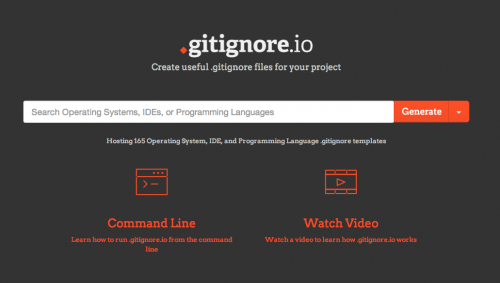 .gitignore.io
Create useful .gitignore files for your project
Search Operating Systems, IDEs, or Programming Languages
Generate
Hosting 165 Operating System, IDE, and Programming Language .gitignore templates
Command Line
Learn how to run .gitignore.io from the command
line
Watch Video
Watch a video to learn how .gitignore.io works